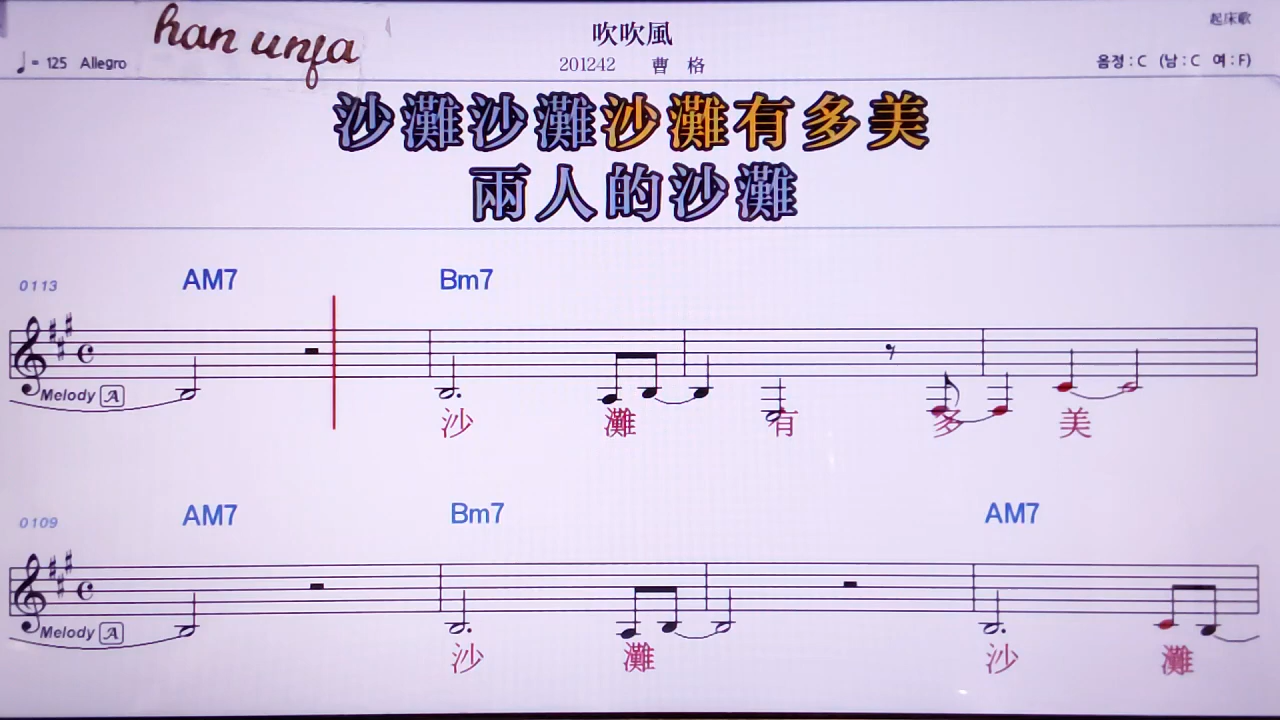 han unfa
吹吹風
起床歌
♩= 125 Allegro
201242 曹 格
음정 : C (남 : C 여 : F)
沙灘沙灘沙灘有多美
兩人的沙灘
0113
AM7 Bm7
Melody A
沙 灘 有 多 美
0109
AM7 Bm7 AM7
Melody A
沙 灘 沙 灘